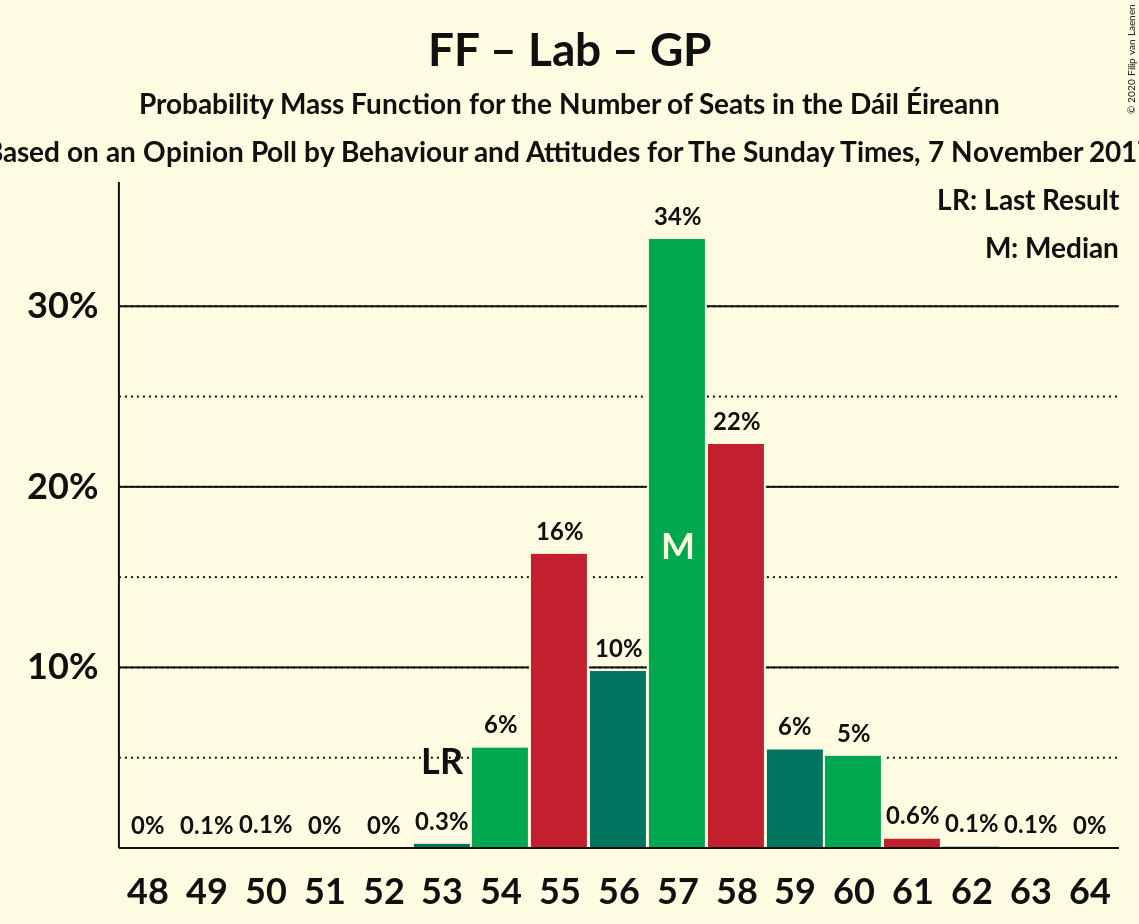 FF – Lab – GP
Probability Mass Function for the Number of Seats in the Dáil Éireann
Based on an Opinion Poll by Behaviour and Attitudes for The Sunday Times, 7 November 2017
© 2020 Filip van Laenen
LR: Last Result
M: Median
34%
30%
22%
20%
16%
M
10%
10%
6%
6%
5%
LR
0%
0.1%
0.1%
0%
0%
0.3%
0.6%
0.1%
0.1%
0%
48 49 50 51 52 53 54 55 56 57 58 59 60 61 62 63 64